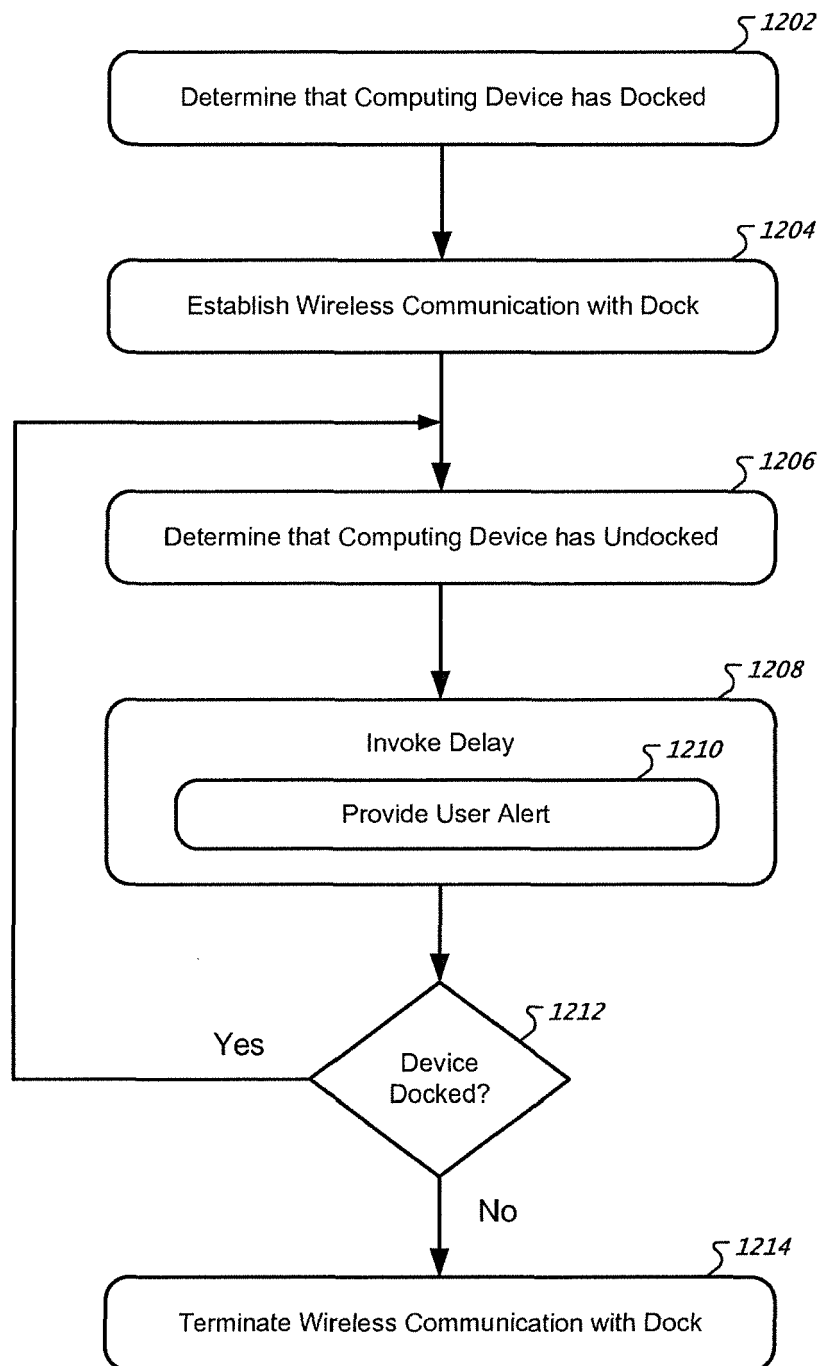 1202
Determine that Computing Device has Docked
1204
Establish Wireless Communication with Dock
1206
Determine that Computing Device has Undocked
1208
Invoke Delay
1210
Provide User Alert
1212
Yes
Device
Docked?
No
1214
Terminate Wireless Communication with Dock